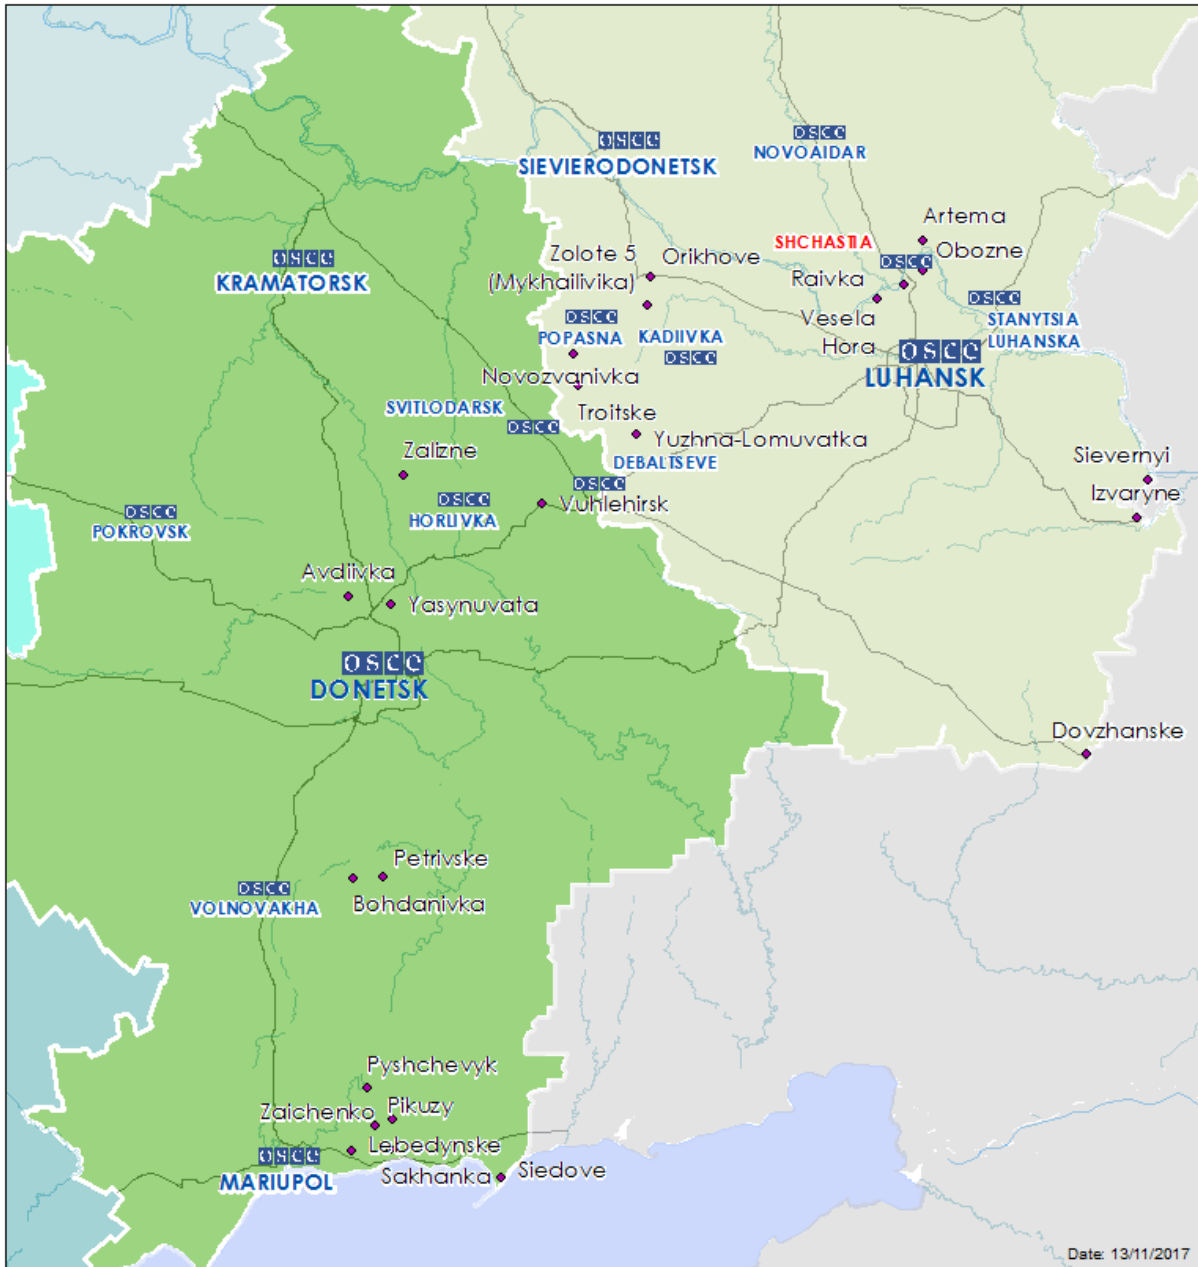 OSCE
SIEVIERODONETSK
OSCE
NOVOAIDAR
Artema
SHCHASTIA
OSCE
Obozne
Zolote 5
(Mykhailivika)
Orikhove
Raivka
OSCE
KRAMATORSK
Vesela
Hora
OSCE
STANYTSIA
LUHANSKA
OSCE
POPASNA
KADIIVKA
OSCE
OSCE
LUHANSK
Novozvanivka
SVITLODARSK
OSCE
Troitske
Yuzhna-Lomuvatka
Zalizne
DEBALTSEVE
OSCE
Sievernyi
Izvaryne
OSCE
HORLIVKA
Vuhlehirsk
OSCE
POKROVSK
Avdiivka
Yasynuvata
OSCE
DONETSK
Dovzhanske
Petrivske
OSCE
VOLNOVAKHA
Bohdanivka
Pyshchevyk
Zaichenko
Pikuzy
Lebedynske
OSCE
MARIUPOL
Sakhanka
Siedove
Date: 13/11/2017